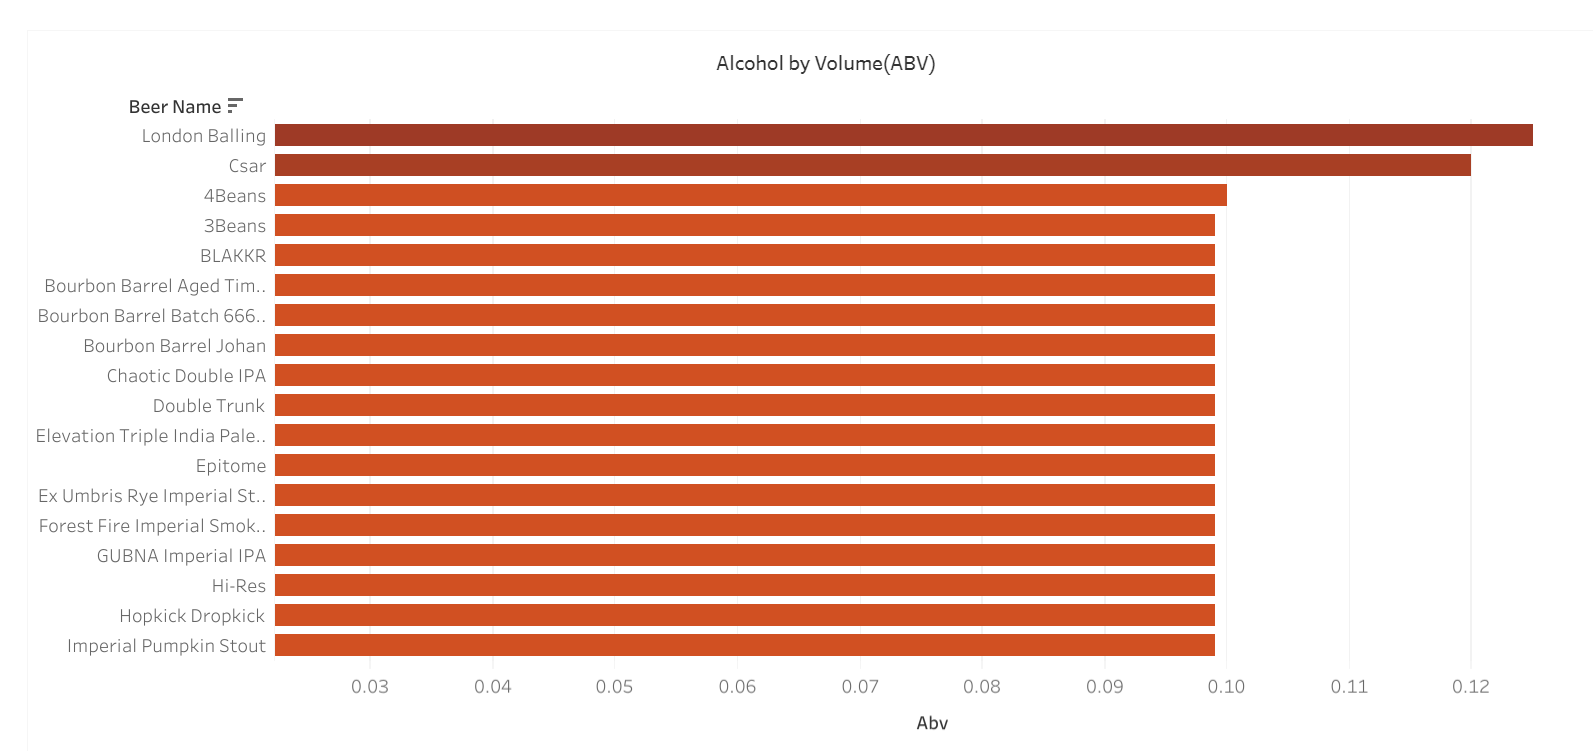 Alcohol by Volume(ABV)
Beer Name
London Balling
Csar
4Beans
3Beans
BLAKKR
Bourbon Barrel Aged Tim..
Bourbon Barrel Batch 666..
Bourbon Barrel Johan
Chaotic Double IPA
Double Trunk
Elevation Triple India Pale..
Epitome
Ex Umbris Rye Imperial St..
Forest Fire Imperial Smok..
GUBNA Imperial IPA
Hi-Res
Hopkick Dropkick
Imperial Pumpkin Stout
0.03 0.04 0.05 0.06 0.07 0.08 0.09 0.10 0.11 0.12
Abv